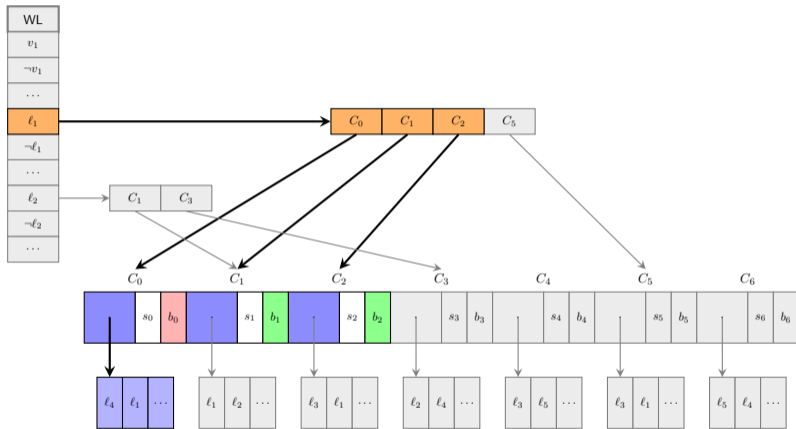 WL
v₁
¬v₁
...
ℓ₁
C₀ C₁ C₂ C₅
¬ℓ₁
...
ℓ₂
C₁ C₃
¬ℓ₂
...
C₀ C₁ C₂ C₃ C₄ C₅ C₆
s₀ b₀ s₁ b₁ s₂ b₂ s₃ b₃ s₄ b₄ s₅ b₅ s₆ b₆
ℓ₄ ℓ₁ ... ℓ₁ ℓ₂ ... ℓ₃ ℓ₁ ... ℓ₂ ℓ₄ ... ℓ₃ ℓ₅ ... ℓ₃ ℓ₁ ... ℓ₅ ℓ₄ ...